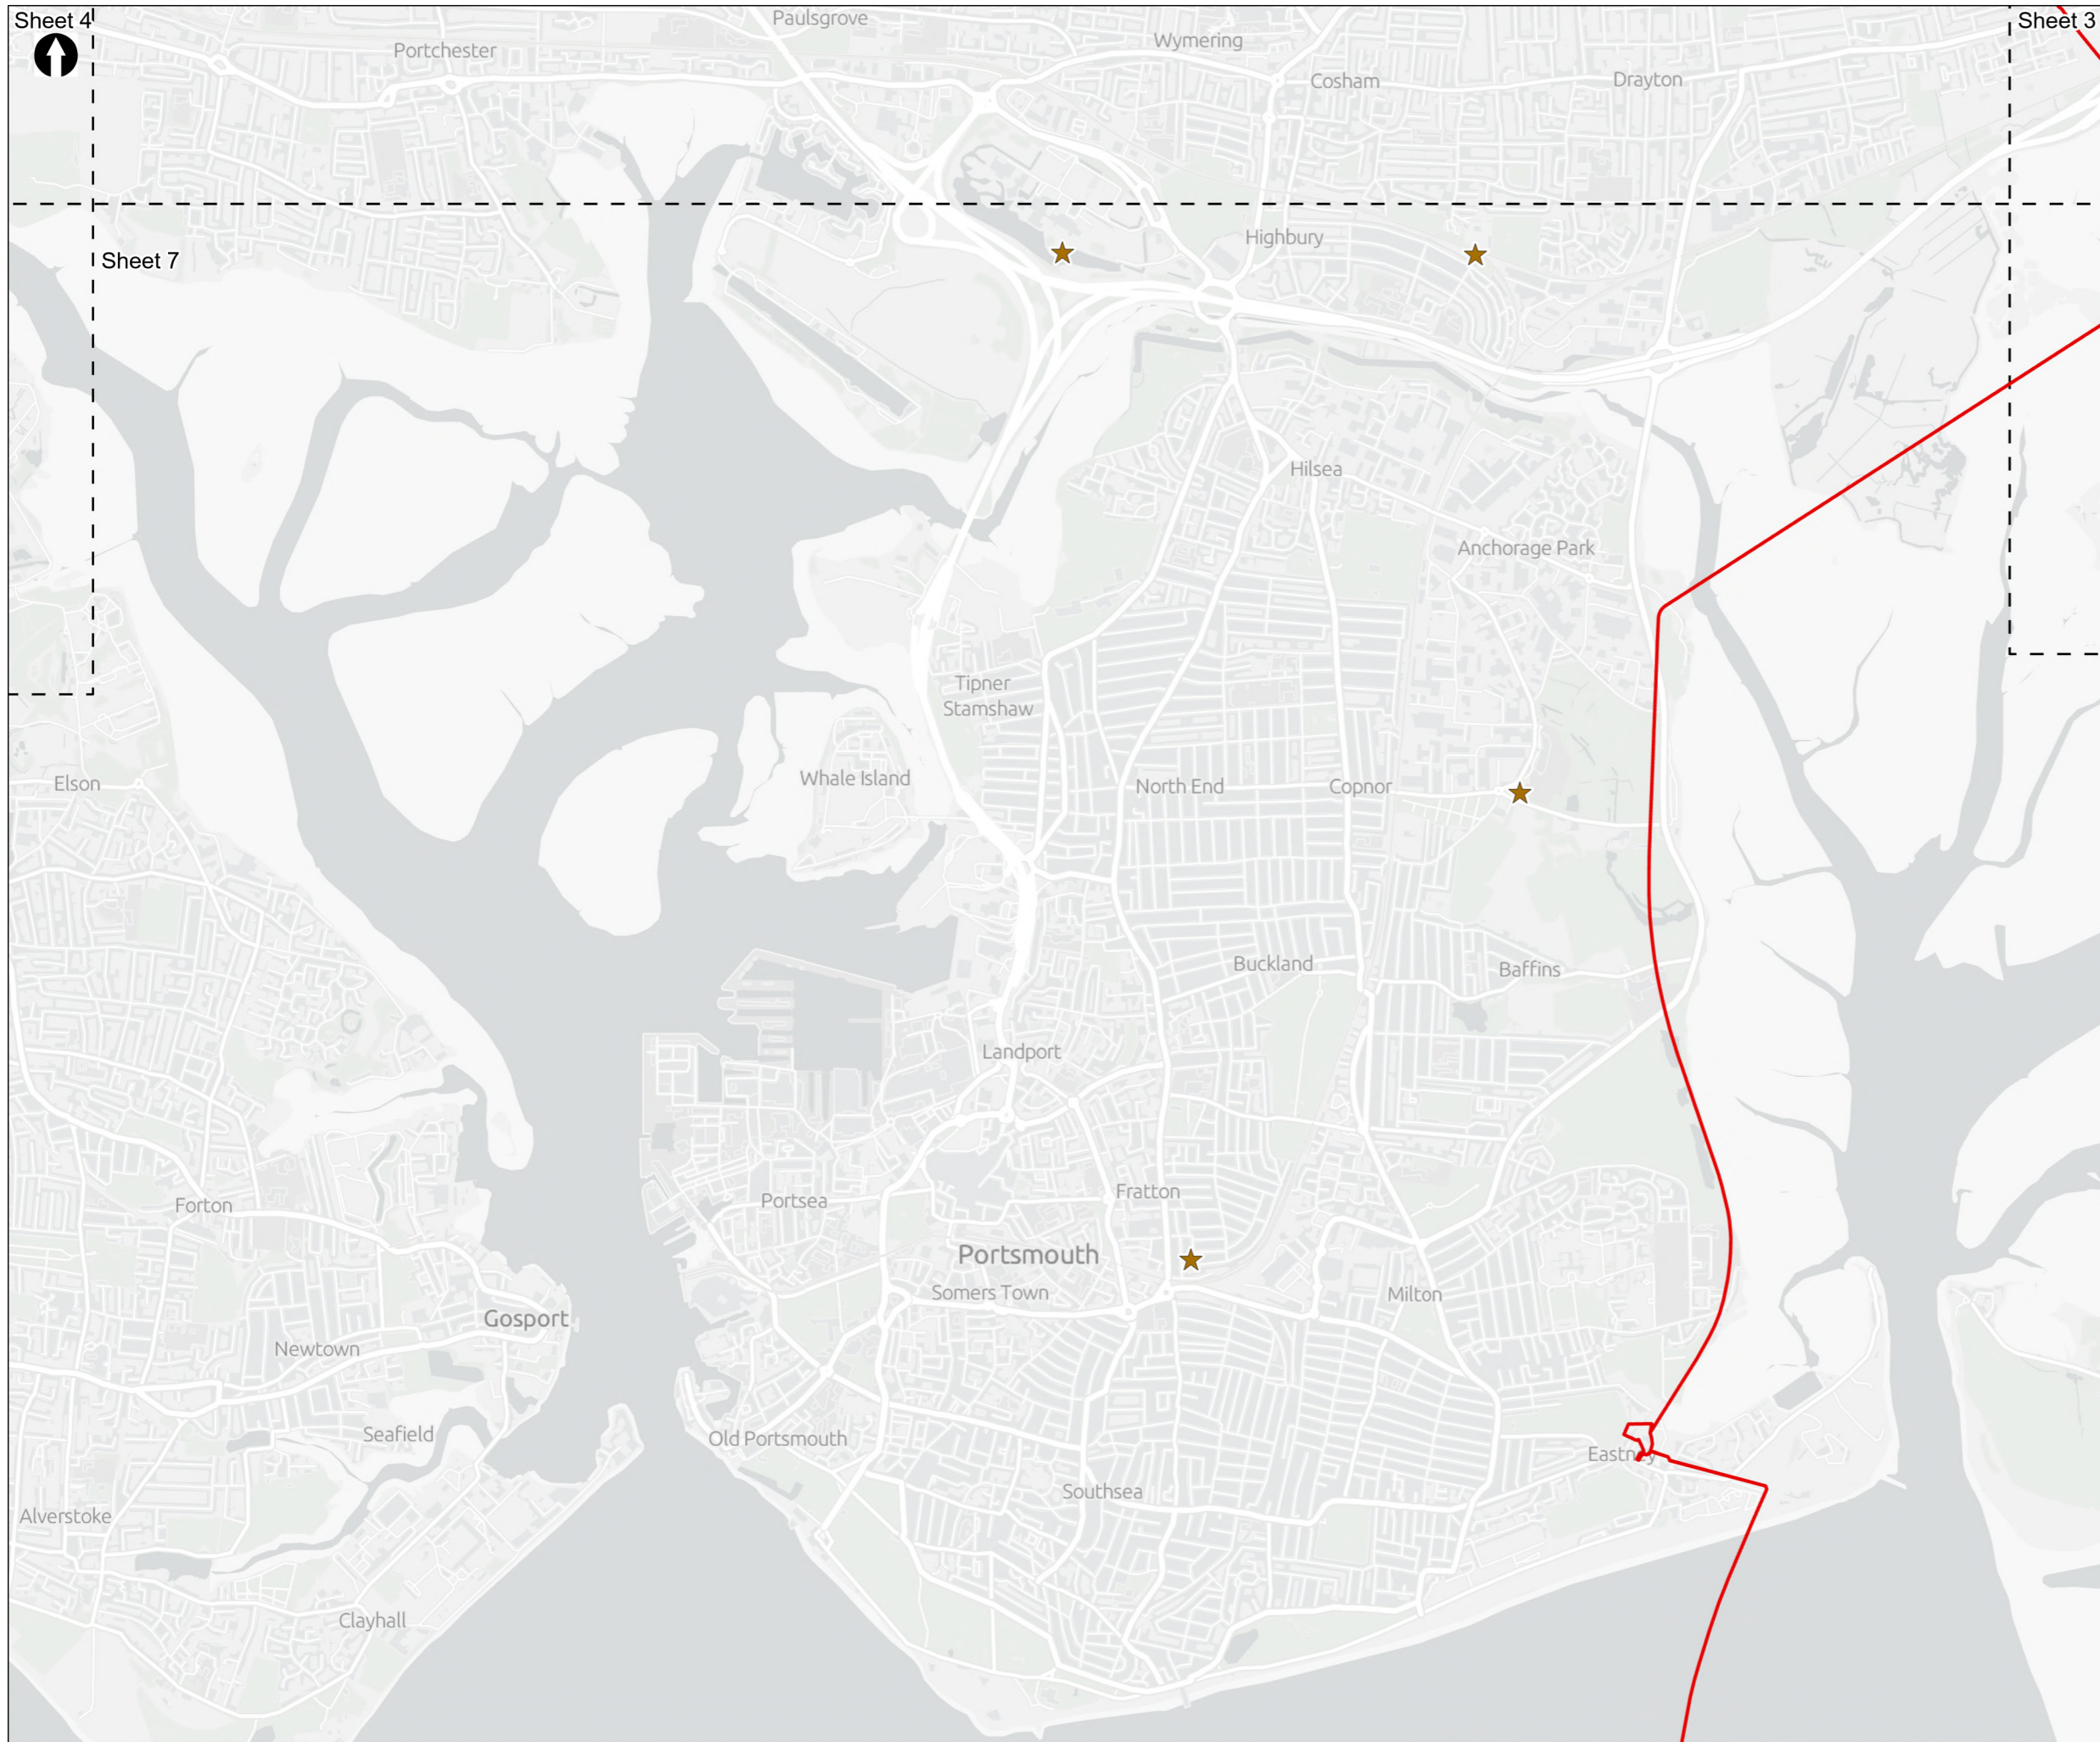 Sheet 4
Sheet 3
Paulsgrove
Portchester
Wymering
Cosham
Drayton
Highbury
Sheet 7
Hilsea
Anchorage Park
Tipner
Stamshaw
Whale Island
Elson
North End
Copnor
Buckland
Baffins
Landport
Fratton
Portsea
Forton
Portsmouth
Somers Town
Milton
Gosport
Newtown
Seafield
Old Portsmouth
Eastney
Southsea
Alverstoke
Clayhall